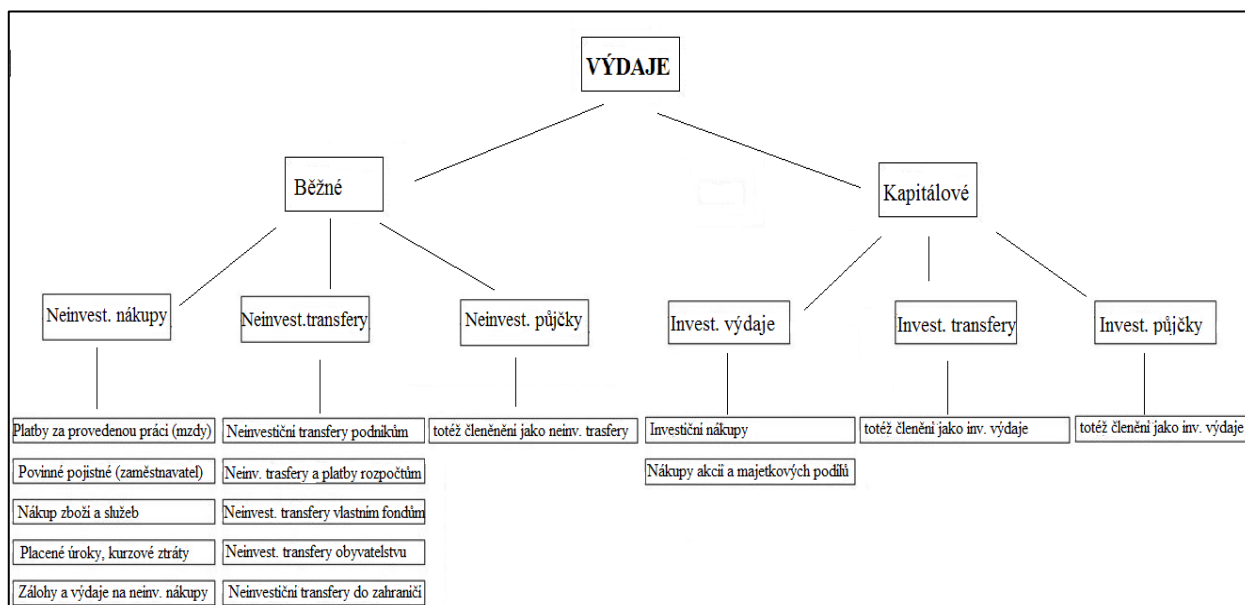 VÝDAJE
Běžné
Kapitálové
Neinvest. nákupy
Neinvest.transfery
Neinvest. půjčky
Invest. výdaje
Invest. transfery
Invest. půjčky
Platby za provedenou práci (mzdy)
Neinvestiční transfery podnikům
totéž členěnění jako neinv. trasfery
Investiční nákupy
totéž členění jako inv. výdaje
totéž členění jako inv. výdaje
Povinné pojistné (zaměstnavatel)
Neinv. trasfery a platby rozpočtům
Nákupy akcii a majetkových podílů
Nákup zboží a služeb
Neinvest. transfery vlastním fondům
Placené úroky, kurzové ztráty
Neinvest. transfery obyvatelstvu
Zálohy a výdaje na neinv. nákupy
Neinvestiční transfery do zahraničí